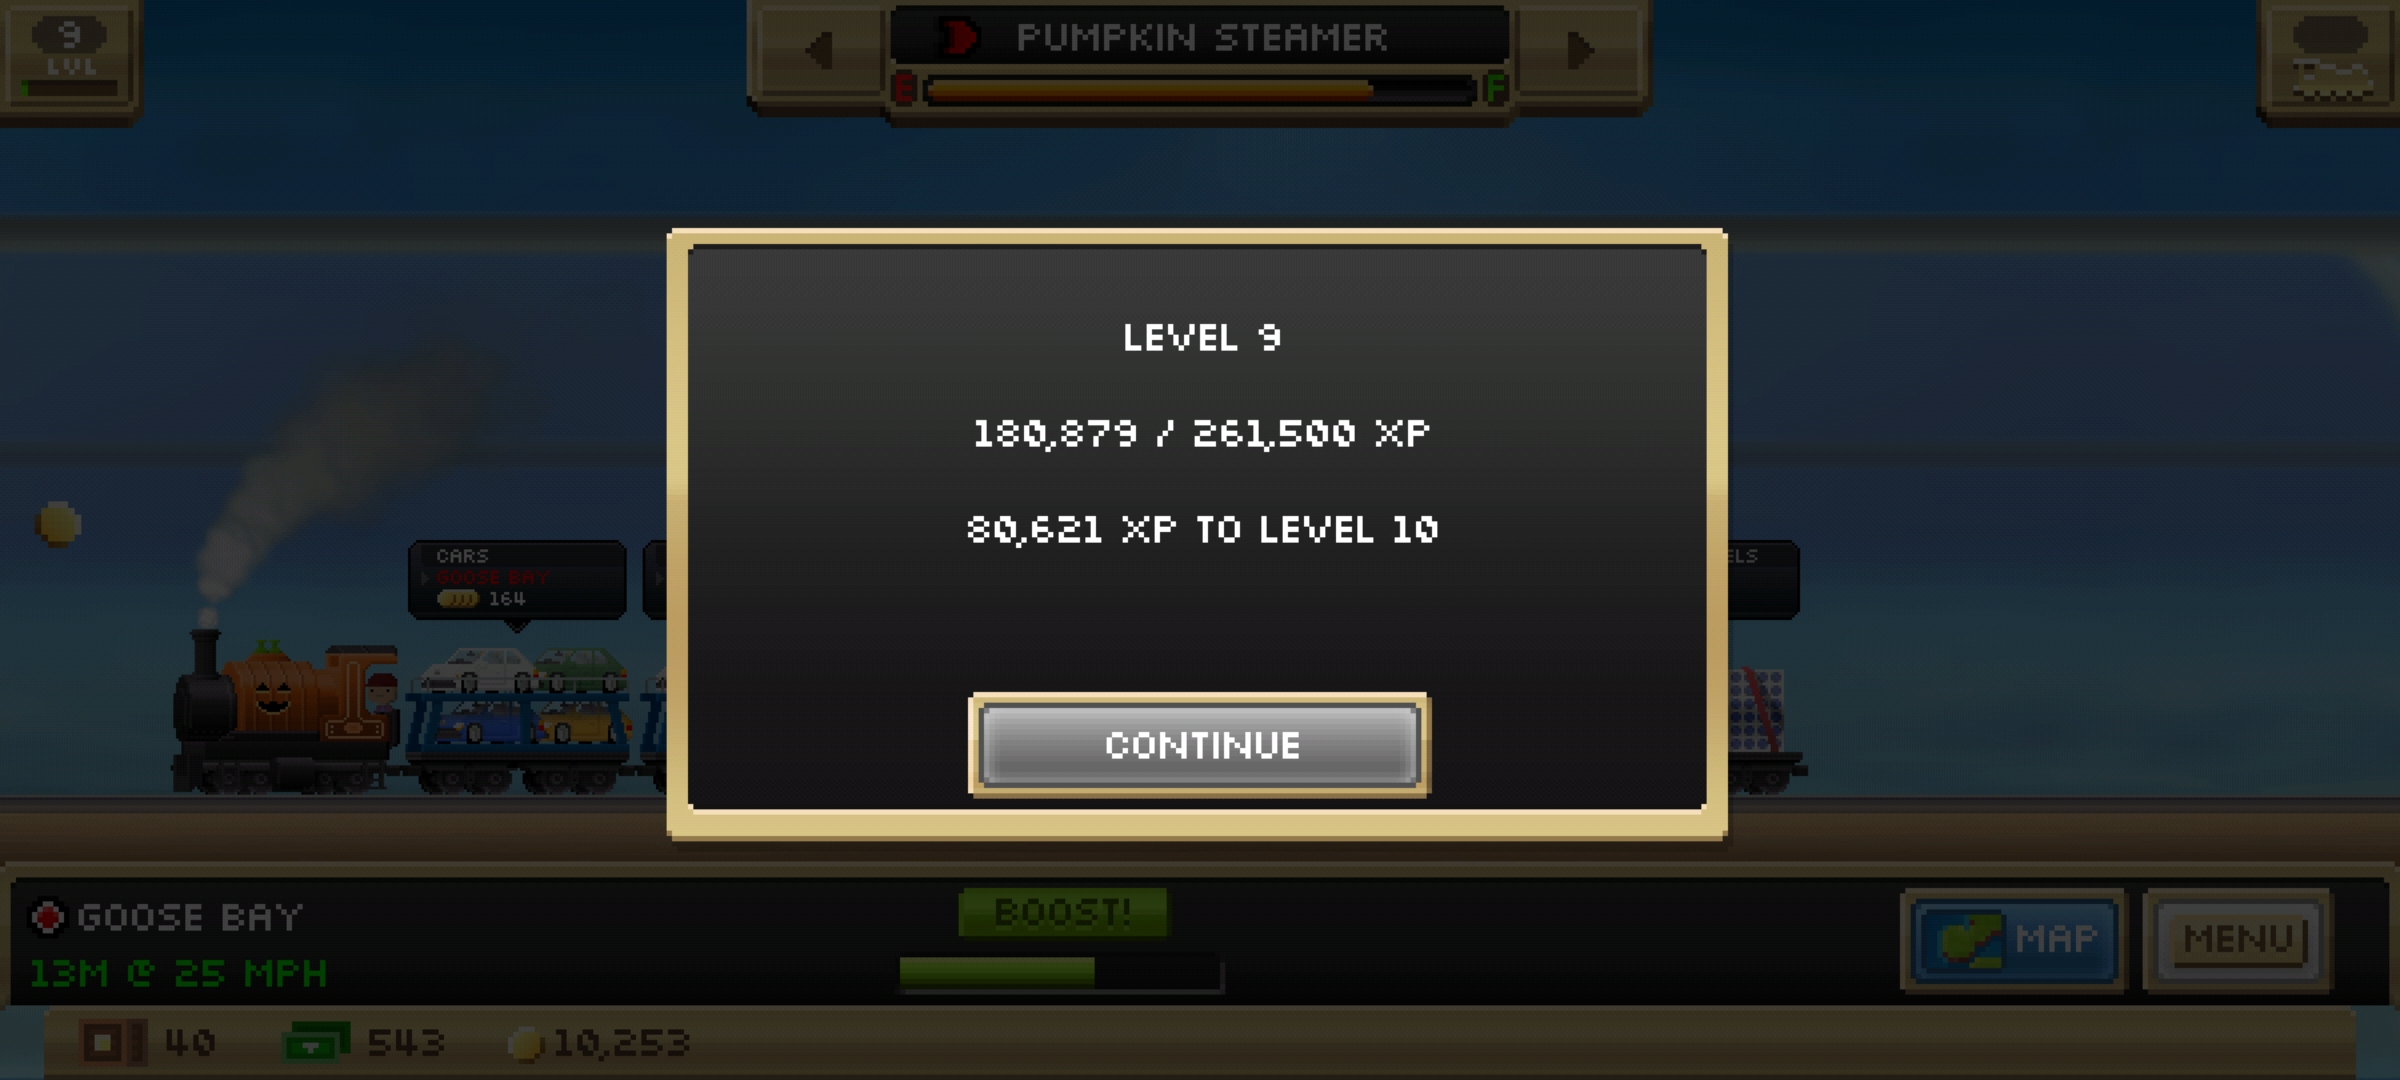 9
LVL
PUMPKIN STEAMER
E
F
LEVEL 9
180,879 / 261,500 XP
80,621 XP TO LEVEL 10
CONTINUE
CARS
GOOSE BAY
164
ELS
GOOSE BAY
13M @ 25 MPH
BOOST!
MAP
MENU
40
543
10,253